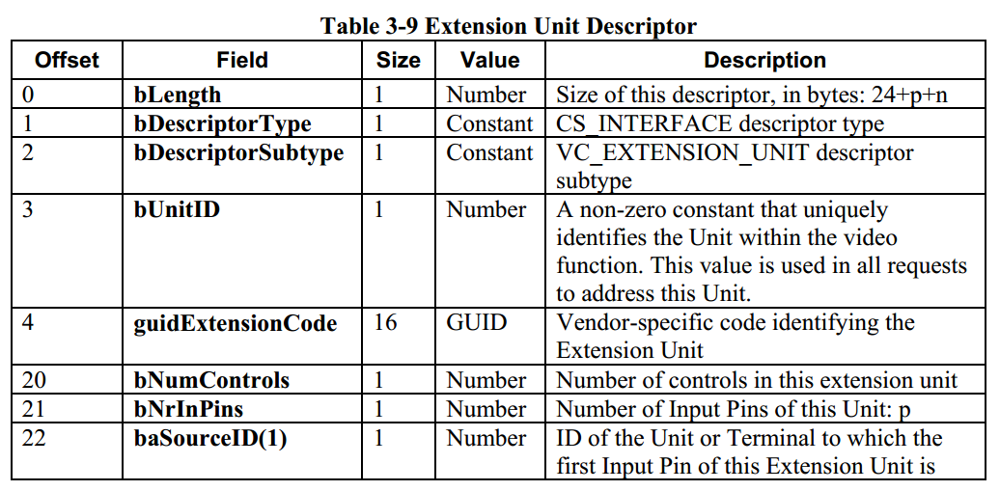 Table 3-9 Extension Unit Descriptor
Offset Field Size Value Description
0 bLength 1 Number Size of this descriptor, in bytes: 24+p+n
1 bDescriptorType 1 Constant CS_INTERFACE descriptor type
2 bDescriptorSubtype 1 Constant VC_EXTENSION_UNIT descriptor
subtype
3 bUnitID 1 Number A non-zero constant that uniquely
identifies the Unit within the video
function. This value is used in all requests
to address this Unit.
4 guidExtensionCode 16 GUID Vendor-specific code identifying the
Extension Unit
20 bNumControls 1 Number Number of controls in this extension unit
21 bNrInPins 1 Number Number of Input Pins of this Unit: p
22 baSourceID(1) 1 Number ID of the Unit or Terminal to which the
first Input Pin of this Extension Unit is